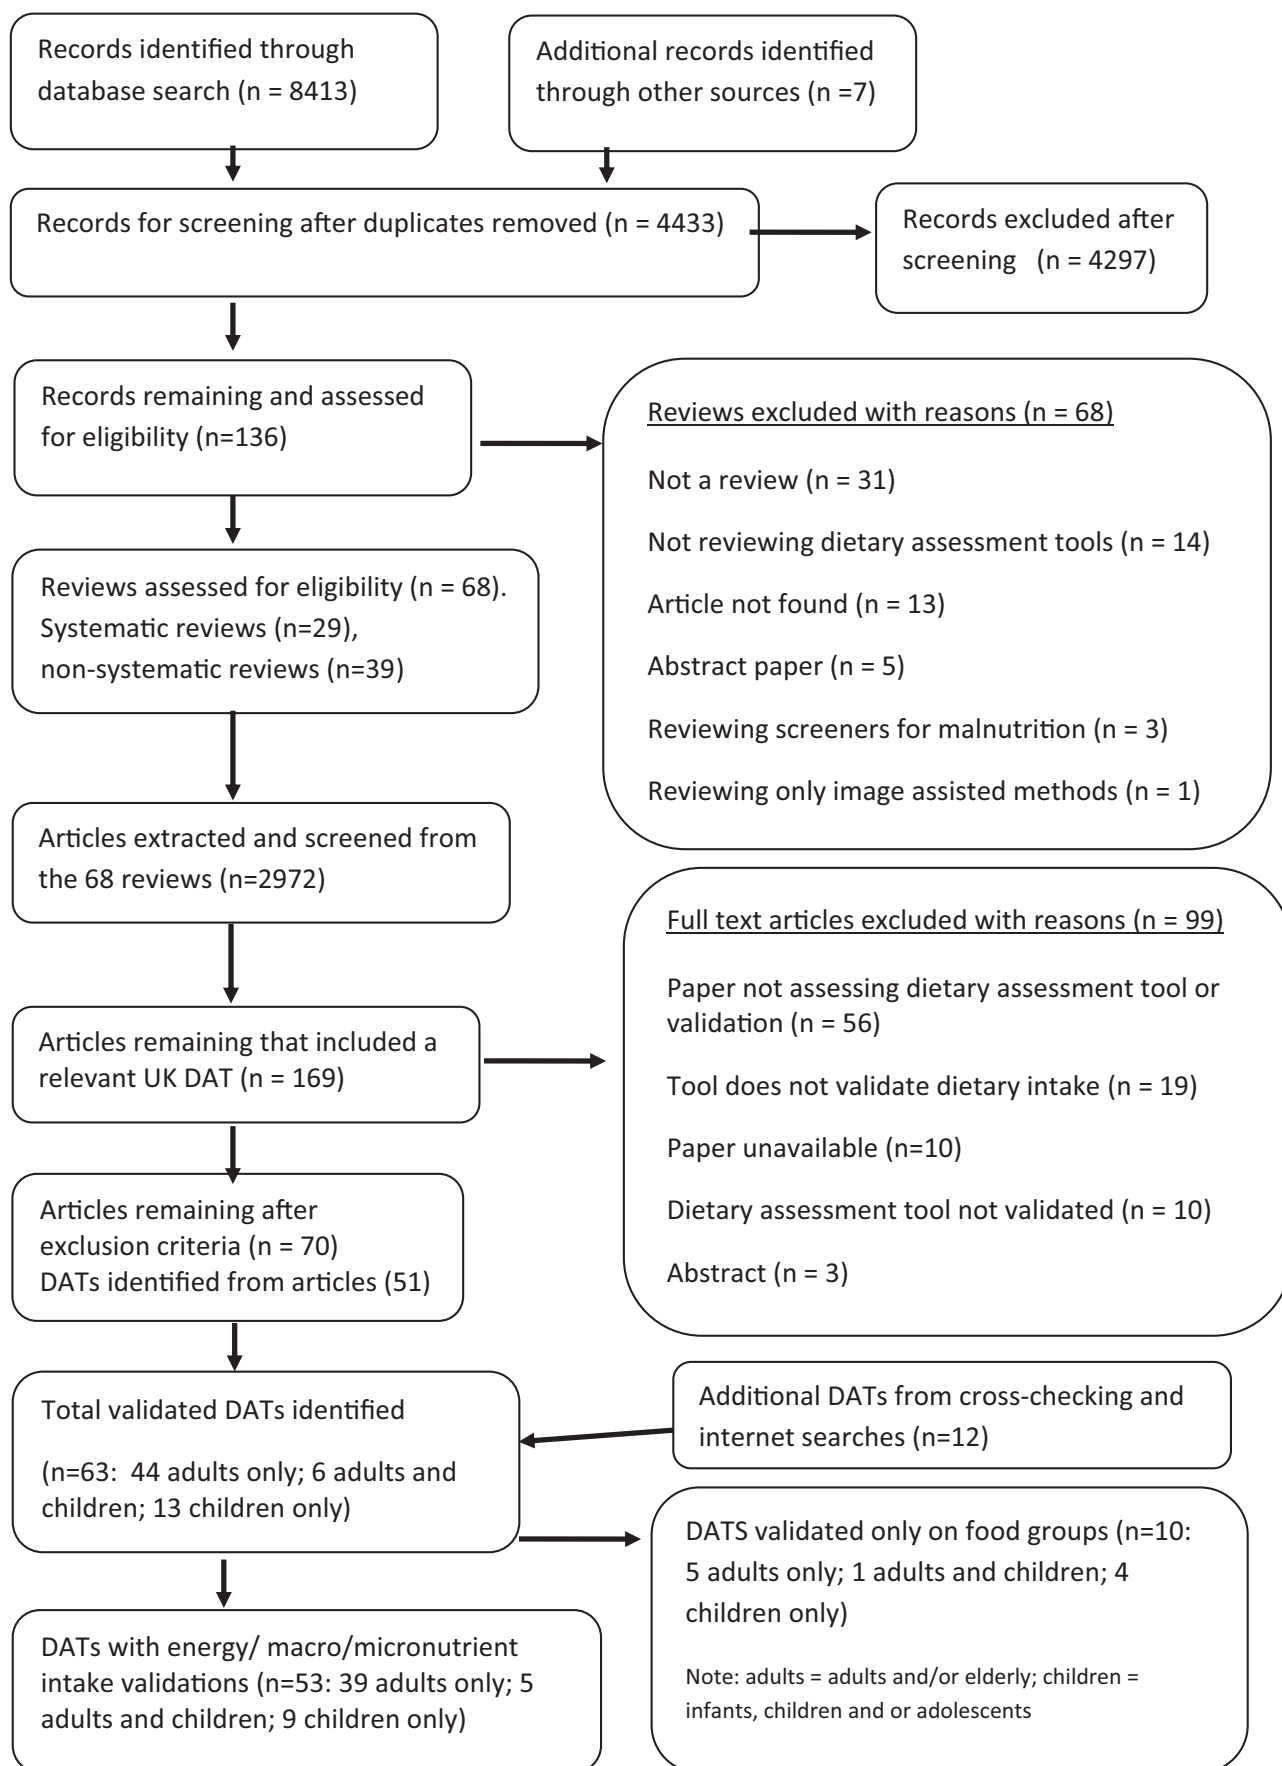 Records identified through
database search (n = 8413)
Additional records identified
through other sources (n =7)
Records for screening after duplicates removed (n = 4433)
Records excluded after
screening   (n = 4297)
Records remaining and assessed
for eligibility (n=136)
Reviews excluded with reasons (n = 68)
Not a review (n = 31)
Not reviewing dietary assessment tools (n = 14)
Article not found (n = 13)
Abstract paper (n = 5)
Reviewing screeners for malnutrition (n = 3)
Reviewing only image assisted methods (n = 1)
Reviews assessed for eligibility (n = 68).
Systematic reviews (n=29),
non-systematic reviews (n=39)
Articles extracted and screened from
the 68 reviews (n=2972)
Articles remaining that included a
relevant UK DAT (n = 169)
Full text articles excluded with reasons (n = 99)
Paper not assessing dietary assessment tool or
validation (n = 56)
Tool does not validate dietary intake (n = 19)
Paper unavailable (n=10)
Dietary assessment tool not validated (n = 10)
Abstract (n = 3)
Articles remaining after
exclusion criteria (n = 70)
DATs identified from articles (51)
Total validated DATs identified
(n=63:  44 adults only; 6 adults and
children; 13 children only)
Additional DATs from cross-checking and
internet searches (n=12)
DATS validated only on food groups (n=10:
5 adults only; 1 adults and children; 4
children only)
Note: adults = adults and/or elderly; children =
infants, children and or adolescents
DATs with energy/ macro/micronutrient
intake validations (n=53: 39 adults only; 5
adults and children; 9 children only)